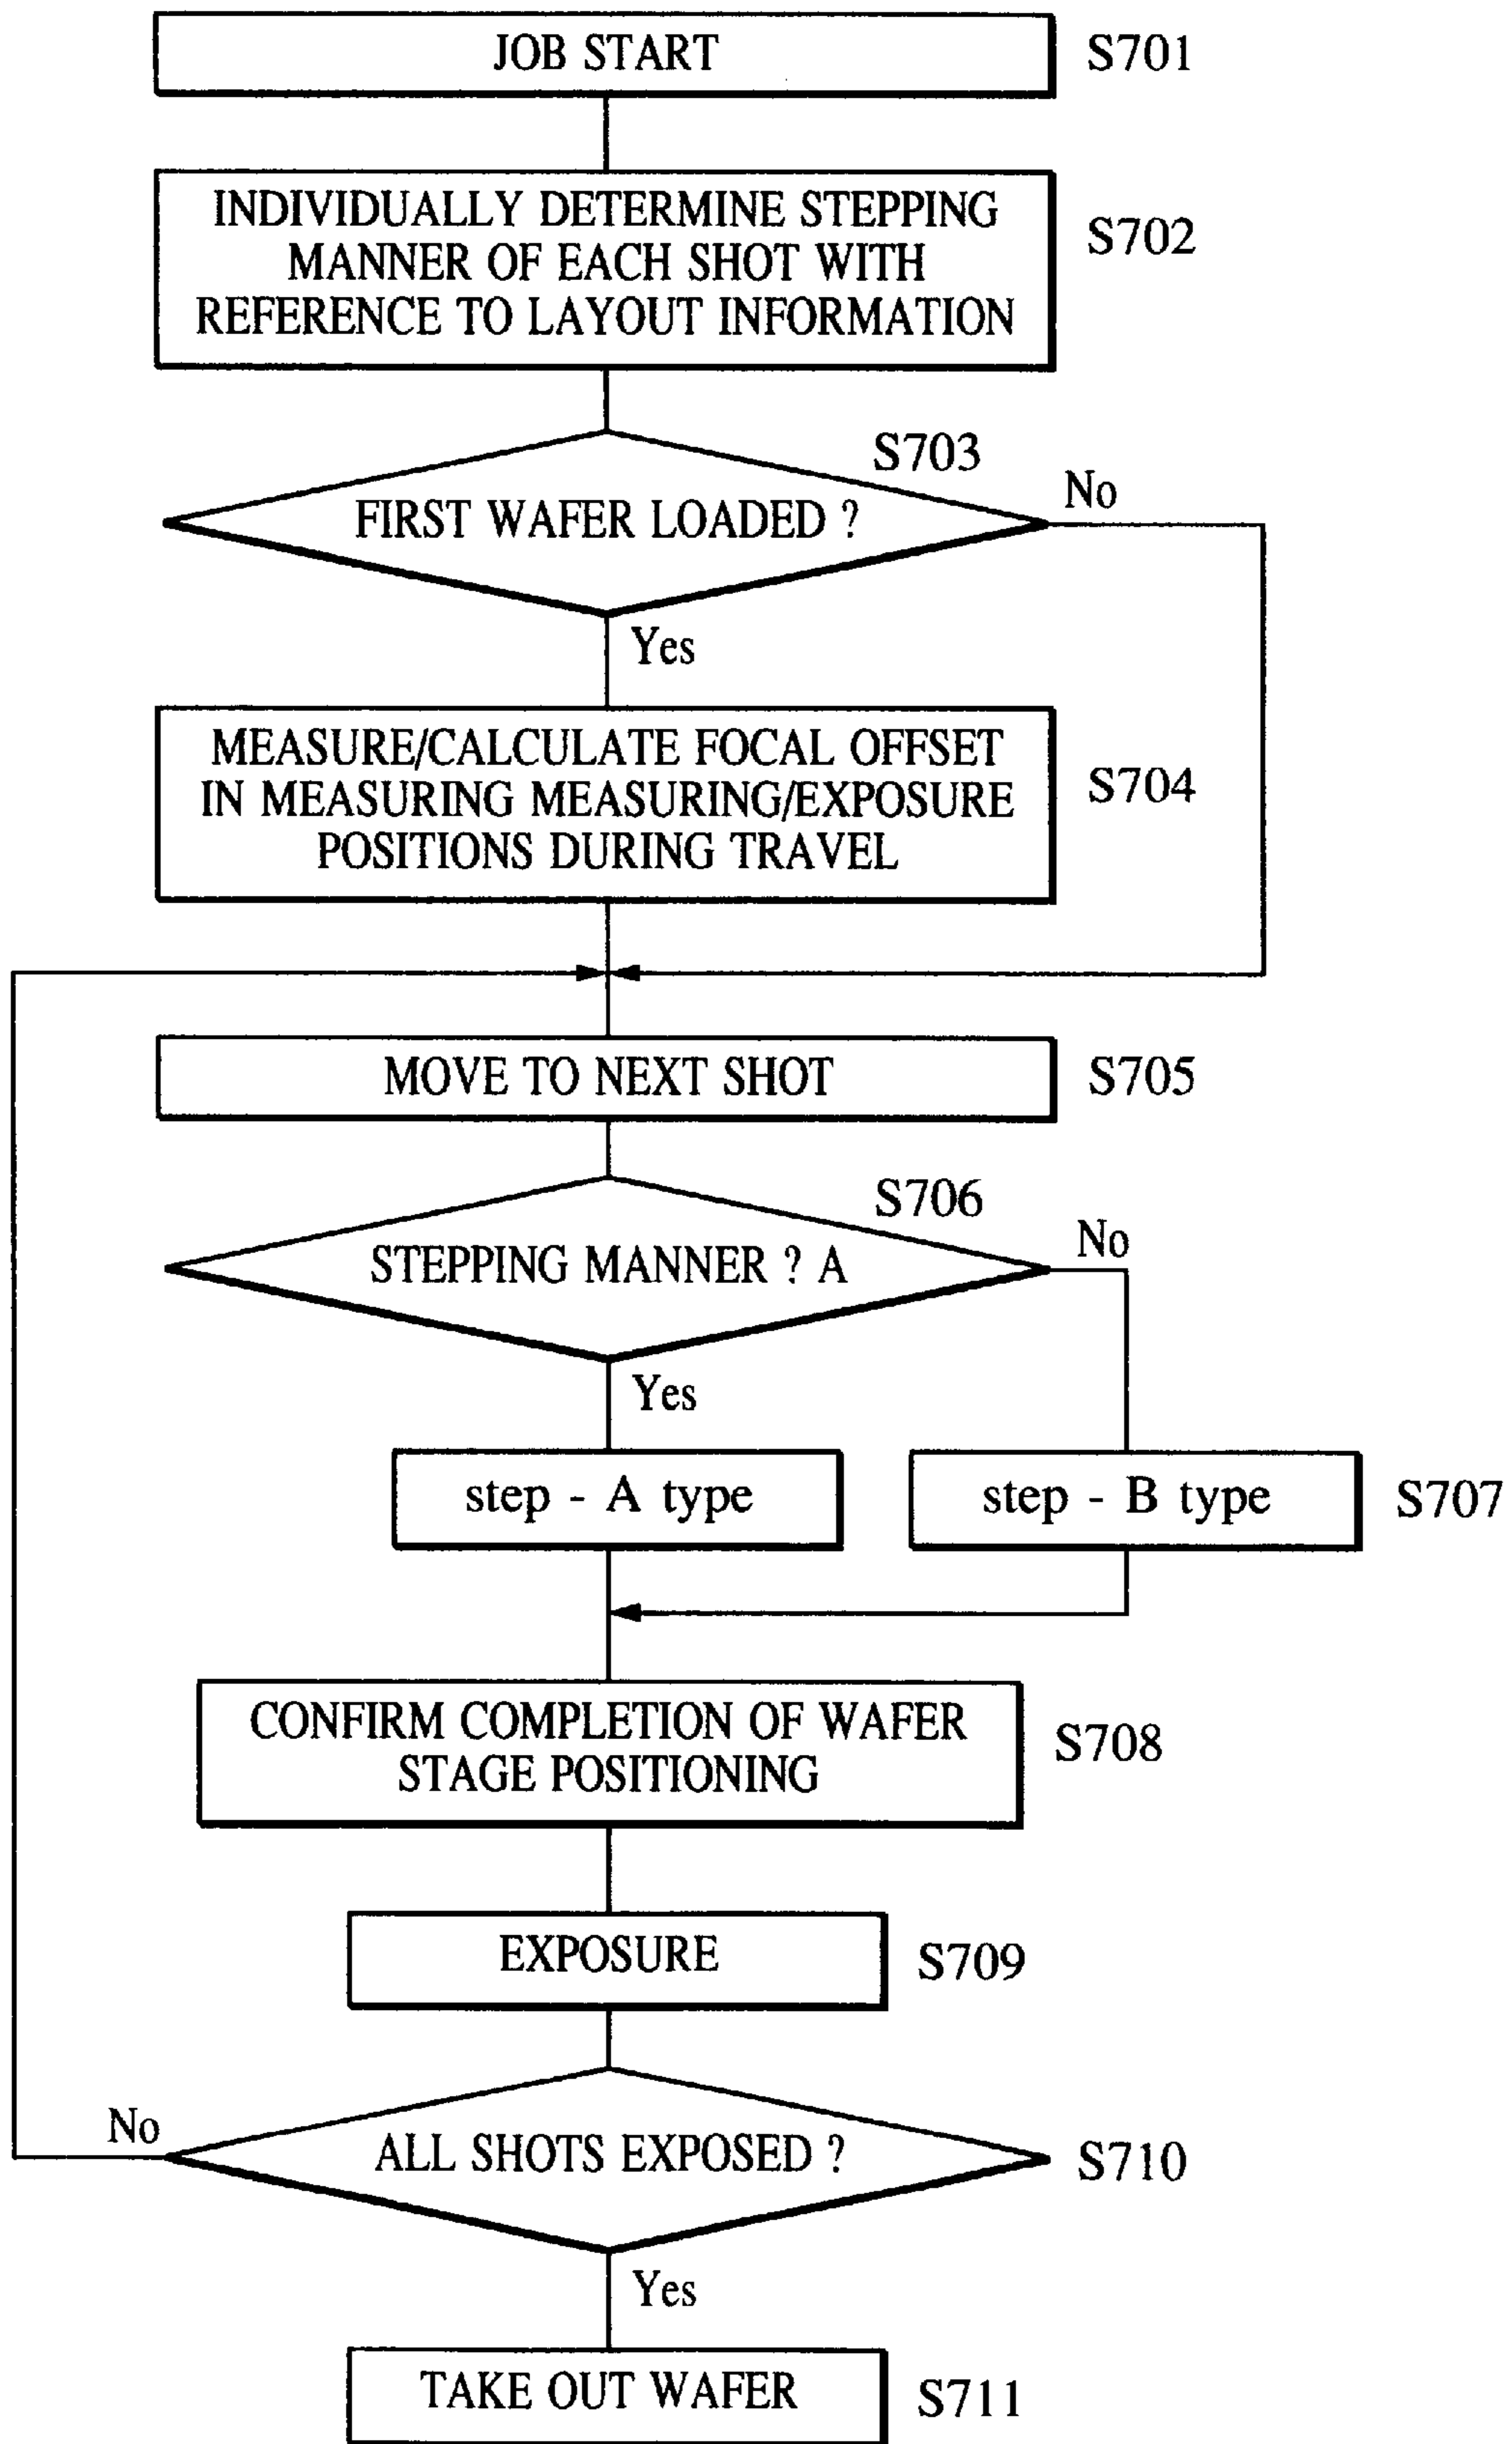 JOB START
S701
INDIVIDUALLY DETERMINE STEPPING
MANNER OF EACH SHOT WITH
REFERENCE TO LAYOUT INFORMATION
S702
S703
FIRST WAFER LOADED ?
No
Yes
MEASURE/CALCULATE FOCAL OFFSET
IN MEASURING MEASURING/EXPOSURE
POSITIONS DURING TRAVEL
S704
MOVE TO NEXT SHOT
S705
S706
STEPPING MANNER ? A
No
Yes
step - A type
step - B type
S707
CONFIRM COMPLETION OF WAFER
STAGE POSITIONING
S708
EXPOSURE
S709
No
ALL SHOTS EXPOSED ?
S710
Yes
TAKE OUT WAFER
S711